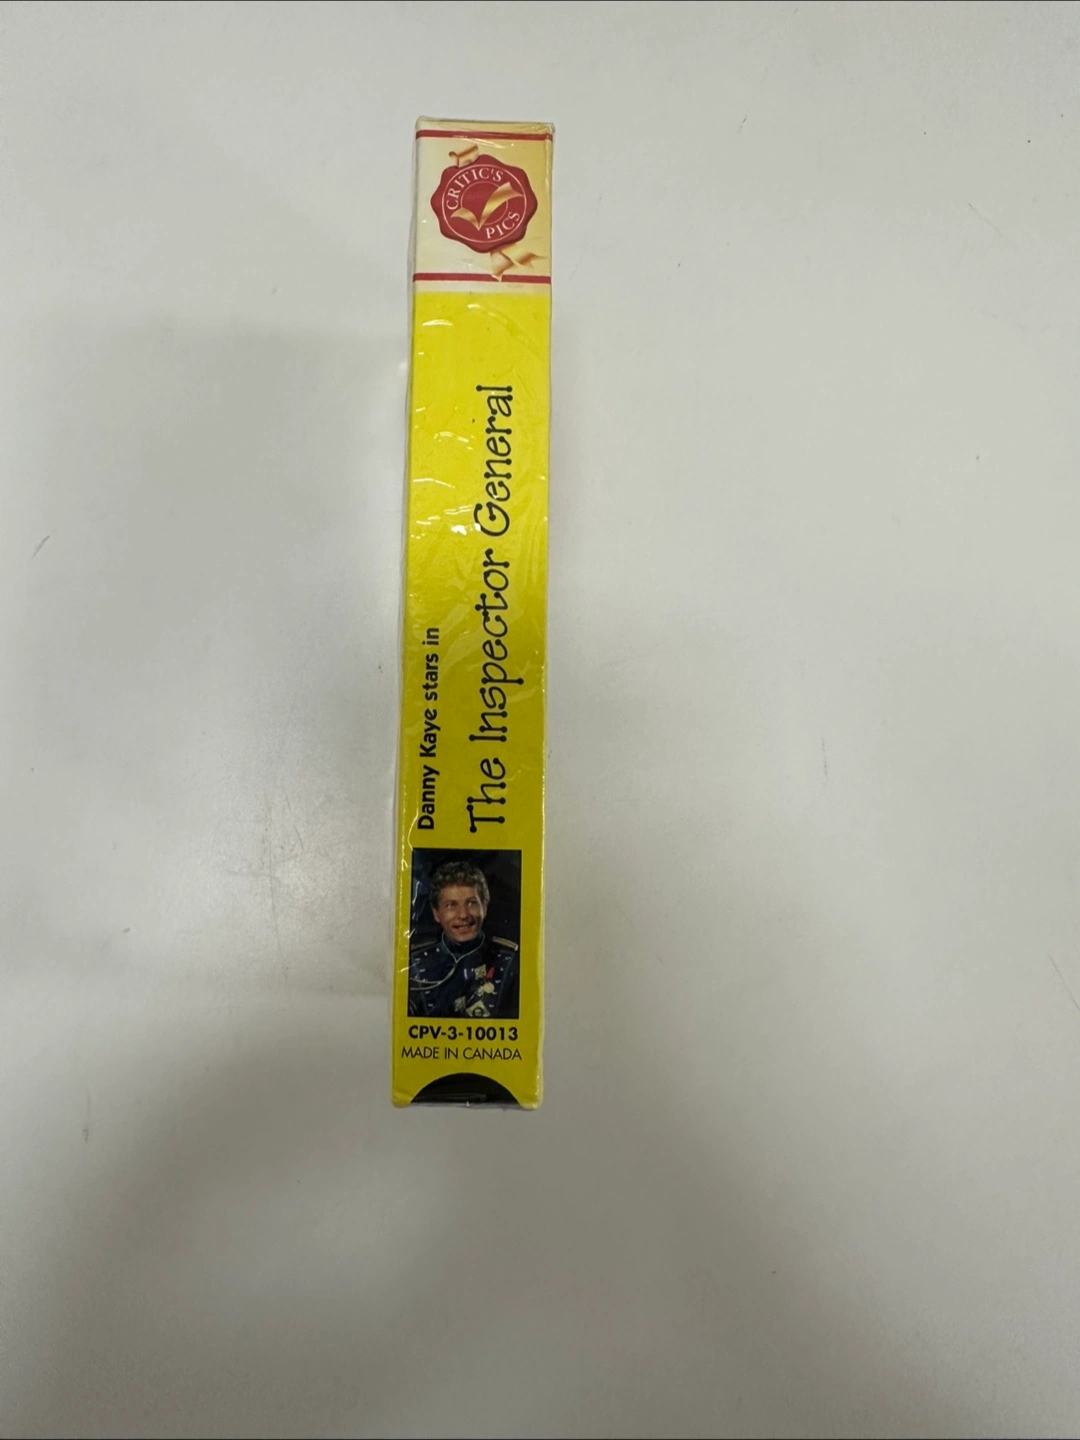 CRITIC'S
PICS
Danny Kaye stars in
The Inspector General
CPV-3-10013
MADE IN CANADA